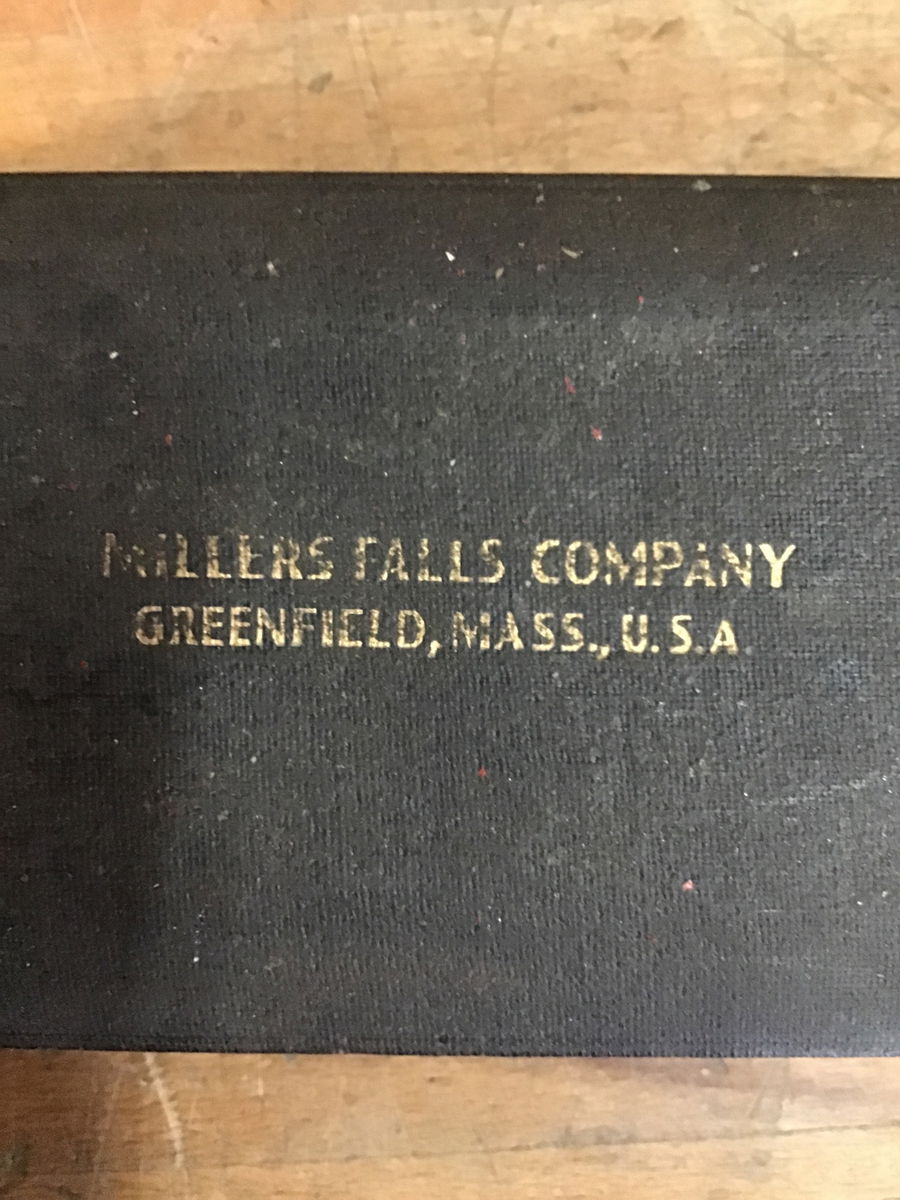 MILLERS FALLS COMPANY
GREENFIELD, MASS., U.S.A